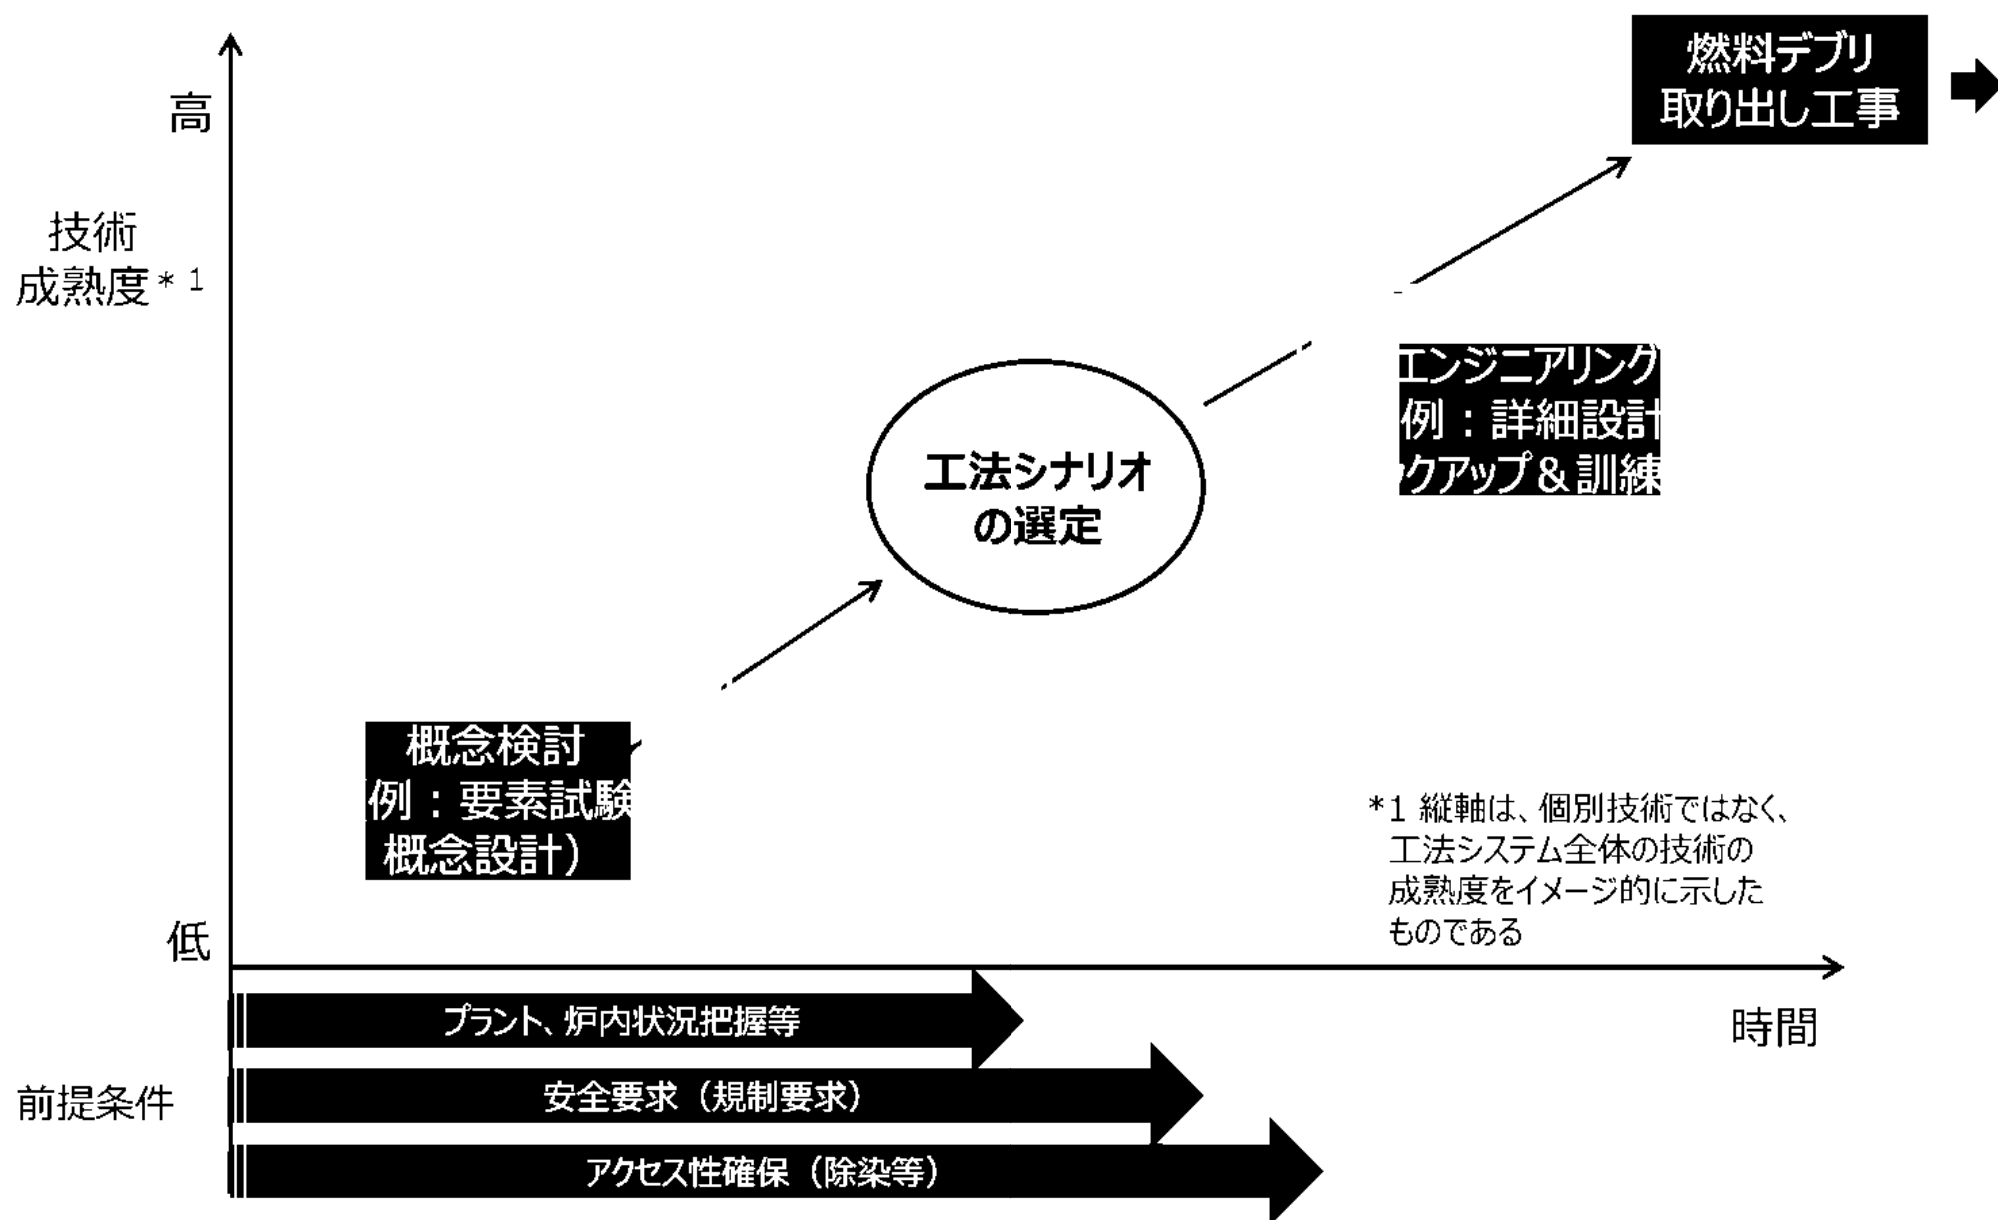 燃料デブリ
取り出し工事
高
技術
成熟度*1
エンジニアリング
例：詳細設計
クアップ＆訓練
工法シナリオ
の選定
概念検討
（例：要素試験
概念設計）
*1 縦軸は、個別技術ではなく、
工法システム全体の技術の
成熟度をイメージ的に示した
ものである
低
時間
前提条件
プラント、炉内状況把握等
安全要求（規制要求）
アクセス性確保（除染等）